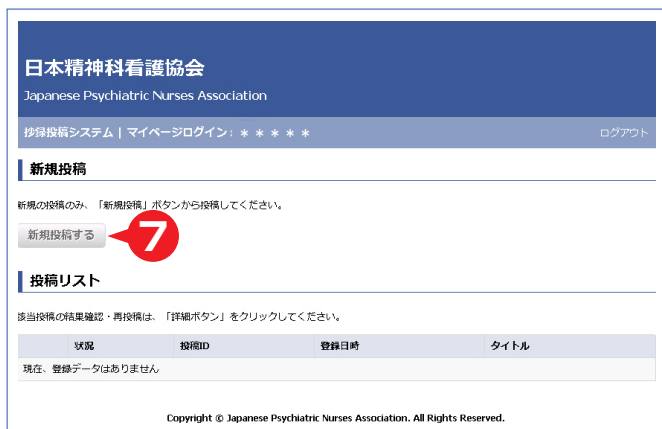 日本精神科看護協会
Japanese Psychiatric Nurses Association
抄録投稿システム | マイページログイン: * * * * * ログアウト
新規投稿
新規の投稿のみ、「新規投稿」ボタンから投稿してください。
新規投稿する 7
投稿リスト
該当投稿の結果確認・再投稿は、「詳細ボタン」をクリックしてください。
状況 投稿ID 登録日時 タイトル
現在、登録データはありません
Copyright © Japanese Psychiatric Nurses Association. All Rights Reserved.